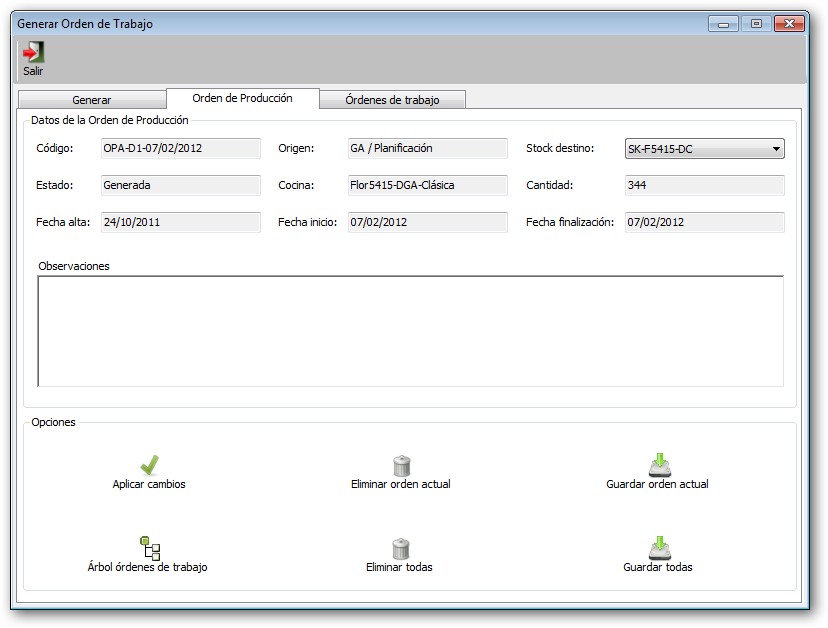 Generar Orden de Trabajo
Salir
Generar Orden de Producción Órdenes de trabajo
Datos de la Orden de Producción
Código: OPA-D1-07/02/2012 Origen: GA / Planificación Stock destino: SK-F5415-DC
Estado: Generada Cocina: Flor5415-DGA-Clásica Cantidad: 344
Fecha alta: 24/10/2011 Fecha inicio: 07/02/2012 Fecha finalización: 07/02/2012
Observaciones
Opciones
Aplicar cambios Eliminar orden actual Guardar orden actual
Árbol órdenes de trabajo Eliminar todas Guardar todas